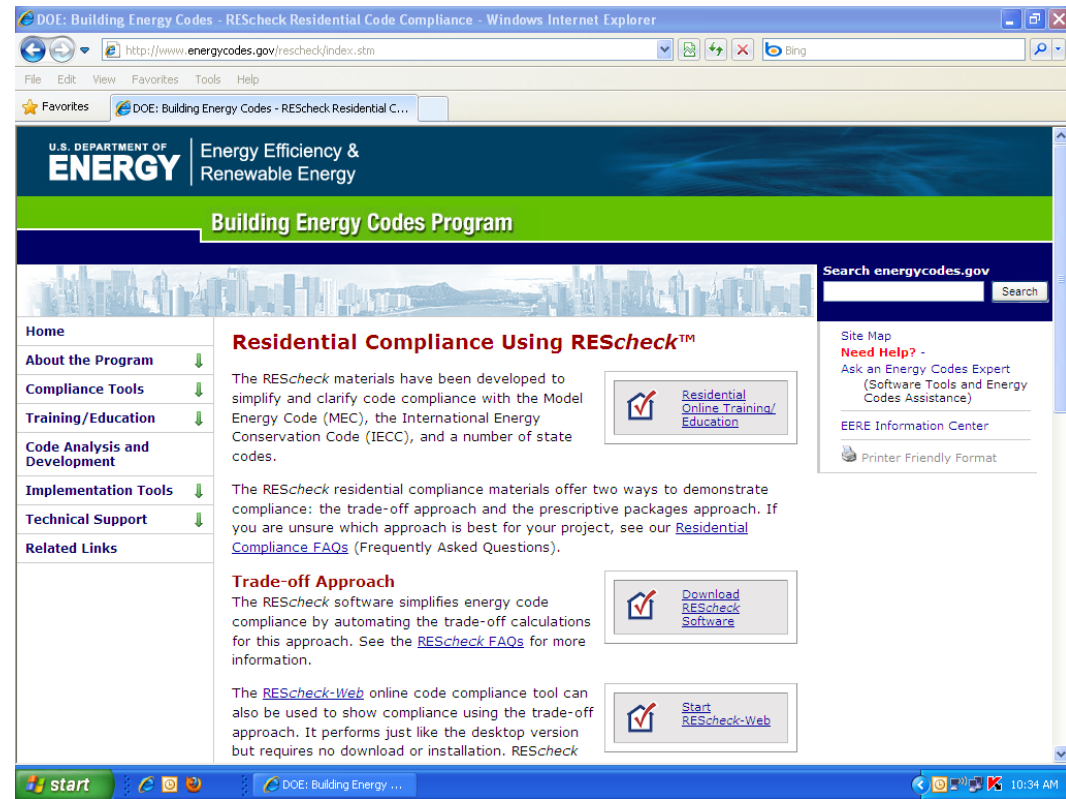 DOE: Building Energy Codes - REScheck Residential Code Compliance - Windows Internet Explorer
http://www.energycodes.gov/rescheck/index.stm
Bing
File Edit View Favorites Tools Help
Favorites
DOE: Building Energy Codes - REScheck Residential C...
U.S. DEPARTMENT OF
ENERGY
Energy Efficiency &
Renewable Energy
Building Energy Codes Program
Search energycodes.gov
Search
Home
About the Program
Compliance Tools
Training/Education
Code Analysis and
Development
Implementation Tools
Technical Support
Related Links
Residential Compliance Using REScheck™
The REScheck materials have been developed to
simplify and clarify code compliance with the Model
Energy Code (MEC), the International Energy
Conservation Code (IECC), and a number of state
codes.
Residential
Online Training/
Education
The REScheck residential compliance materials offer two ways to demonstrate
compliance: the trade-off approach and the prescriptive packages approach. If
you are unsure which approach is best for your project, see our Residential
Compliance FAQs (Frequently Asked Questions).
Trade-off Approach
The REScheck software simplifies energy code
compliance by automating the trade-off calculations
for this approach. See the REScheck FAQs for more
information.
Download
REScheck
Software
The REScheck-Web online code compliance tool can
also be used to show compliance using the trade-off
approach. It performs just like the desktop version
but requires no download or installation. REScheck
Start
REScheck-Web
Site Map
Need Help? -
Ask an Energy Codes Expert
(Software Tools and Energy
Codes Assistance)
EERE Information Center
Printer Friendly Format
start
DOE: Building Energy ...
10:34 AM